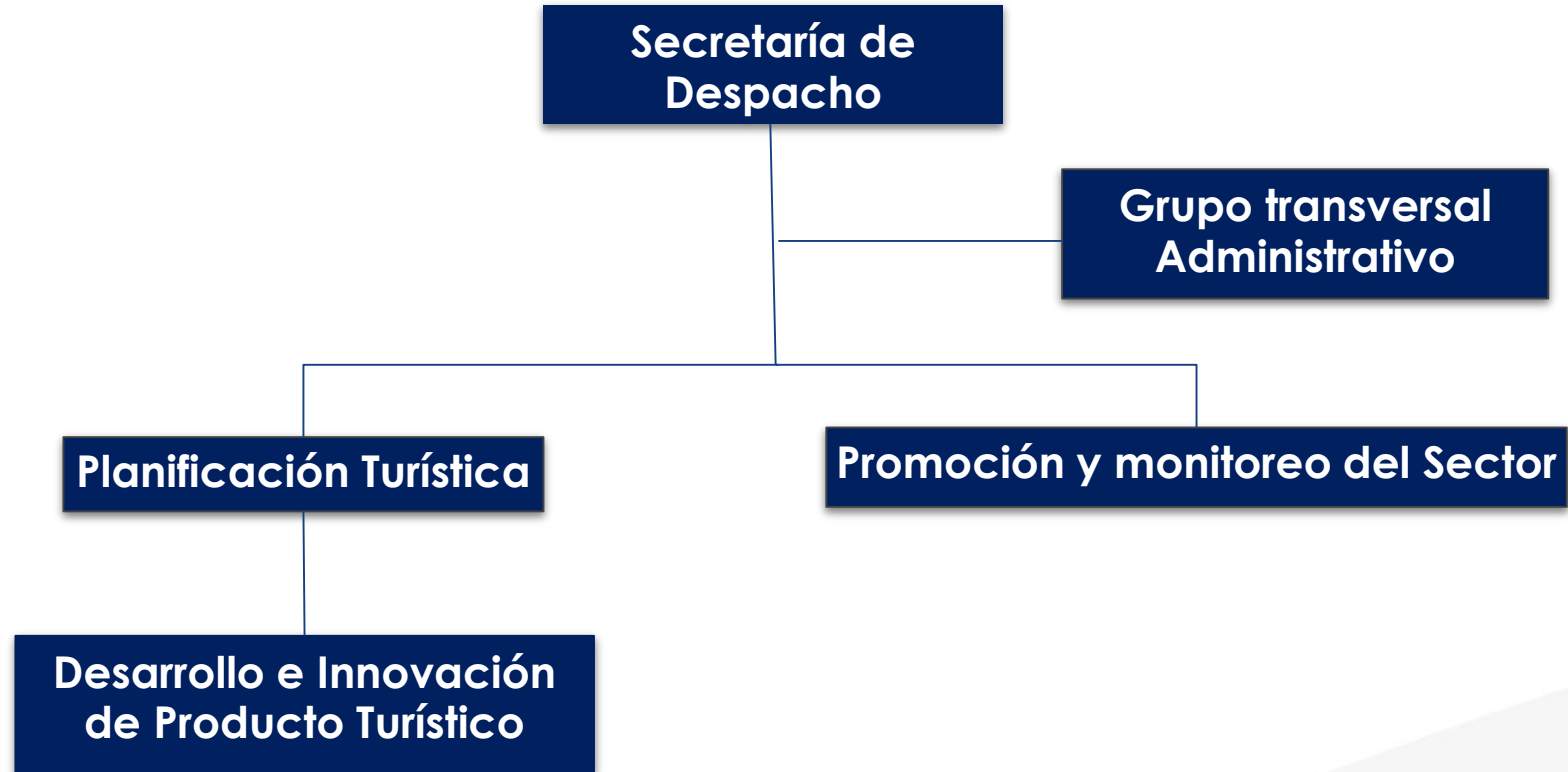 Secretaría de
Despacho
Grupo transversal
Administrativo
Planificación Turística
Promoción y monitoreo del Sector
Desarrollo e Innovación
de Producto Turístico